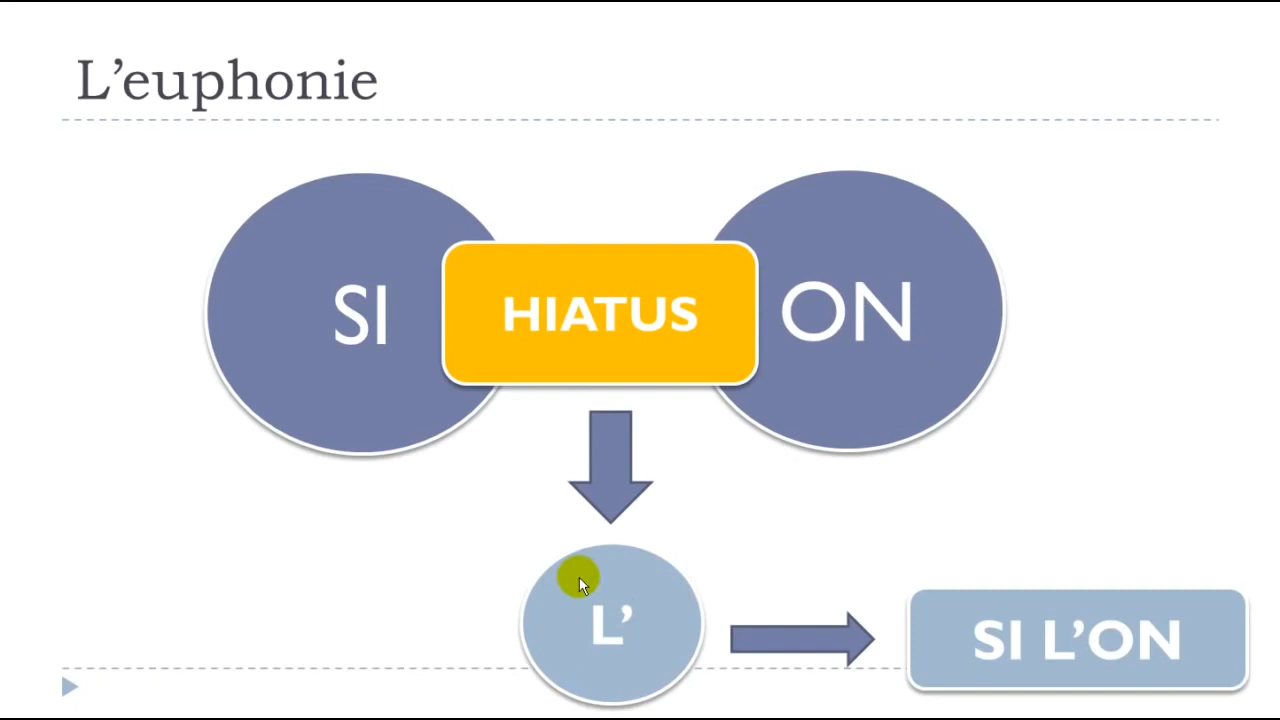 L’euphonie
SI
HIATUS
ON
L’
SI L’ON